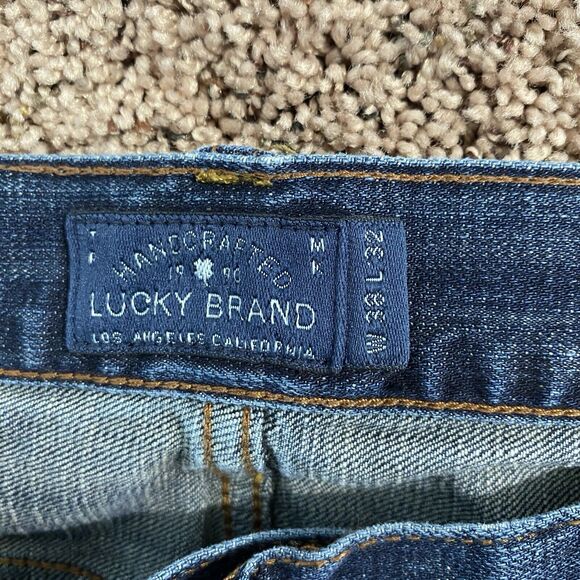 T M
HANDCRAFTED
R K
19 90
LUCKY BRAND
LOS ANGELES CALIFORNIA
W 38 L 32